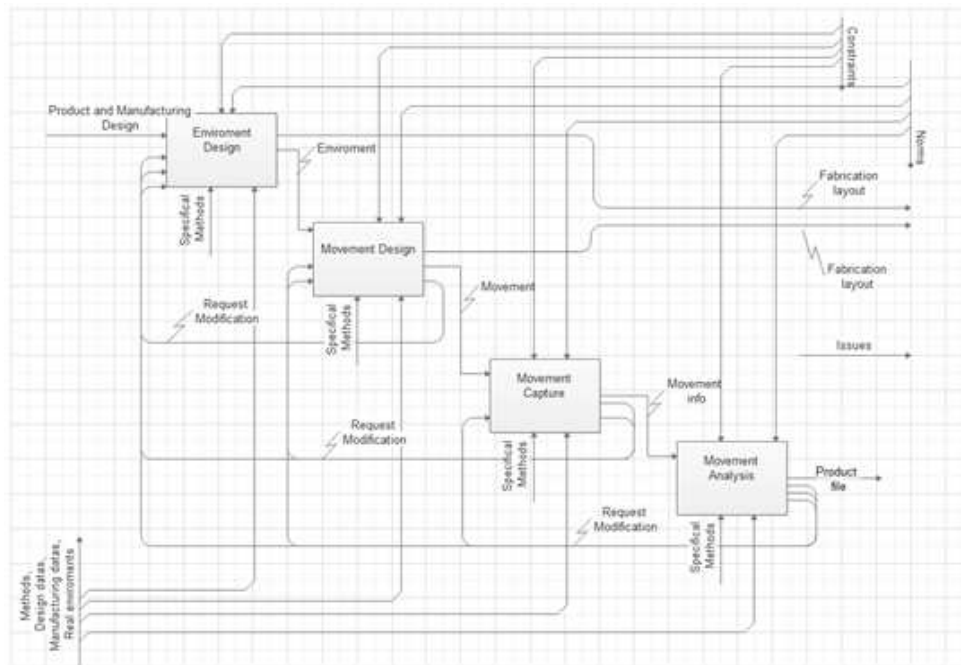 Constraints
Norms
Product and Manufacturing
Design
Enviroment
Design
Enviroment
Specifical
Methods
Fabrication
layout
Movement Design
Fabrication
layout
Movement
Request
Modification
Specifical
Methods
Issues
Movement
Capture
Movement
info
Request
Modification
Specifical
Methods
Movement
Analysis
Product
file
Request
Modification
Specifical
Methods
Methods,
Design datas,
Manufacturing datas,
Real enviroments